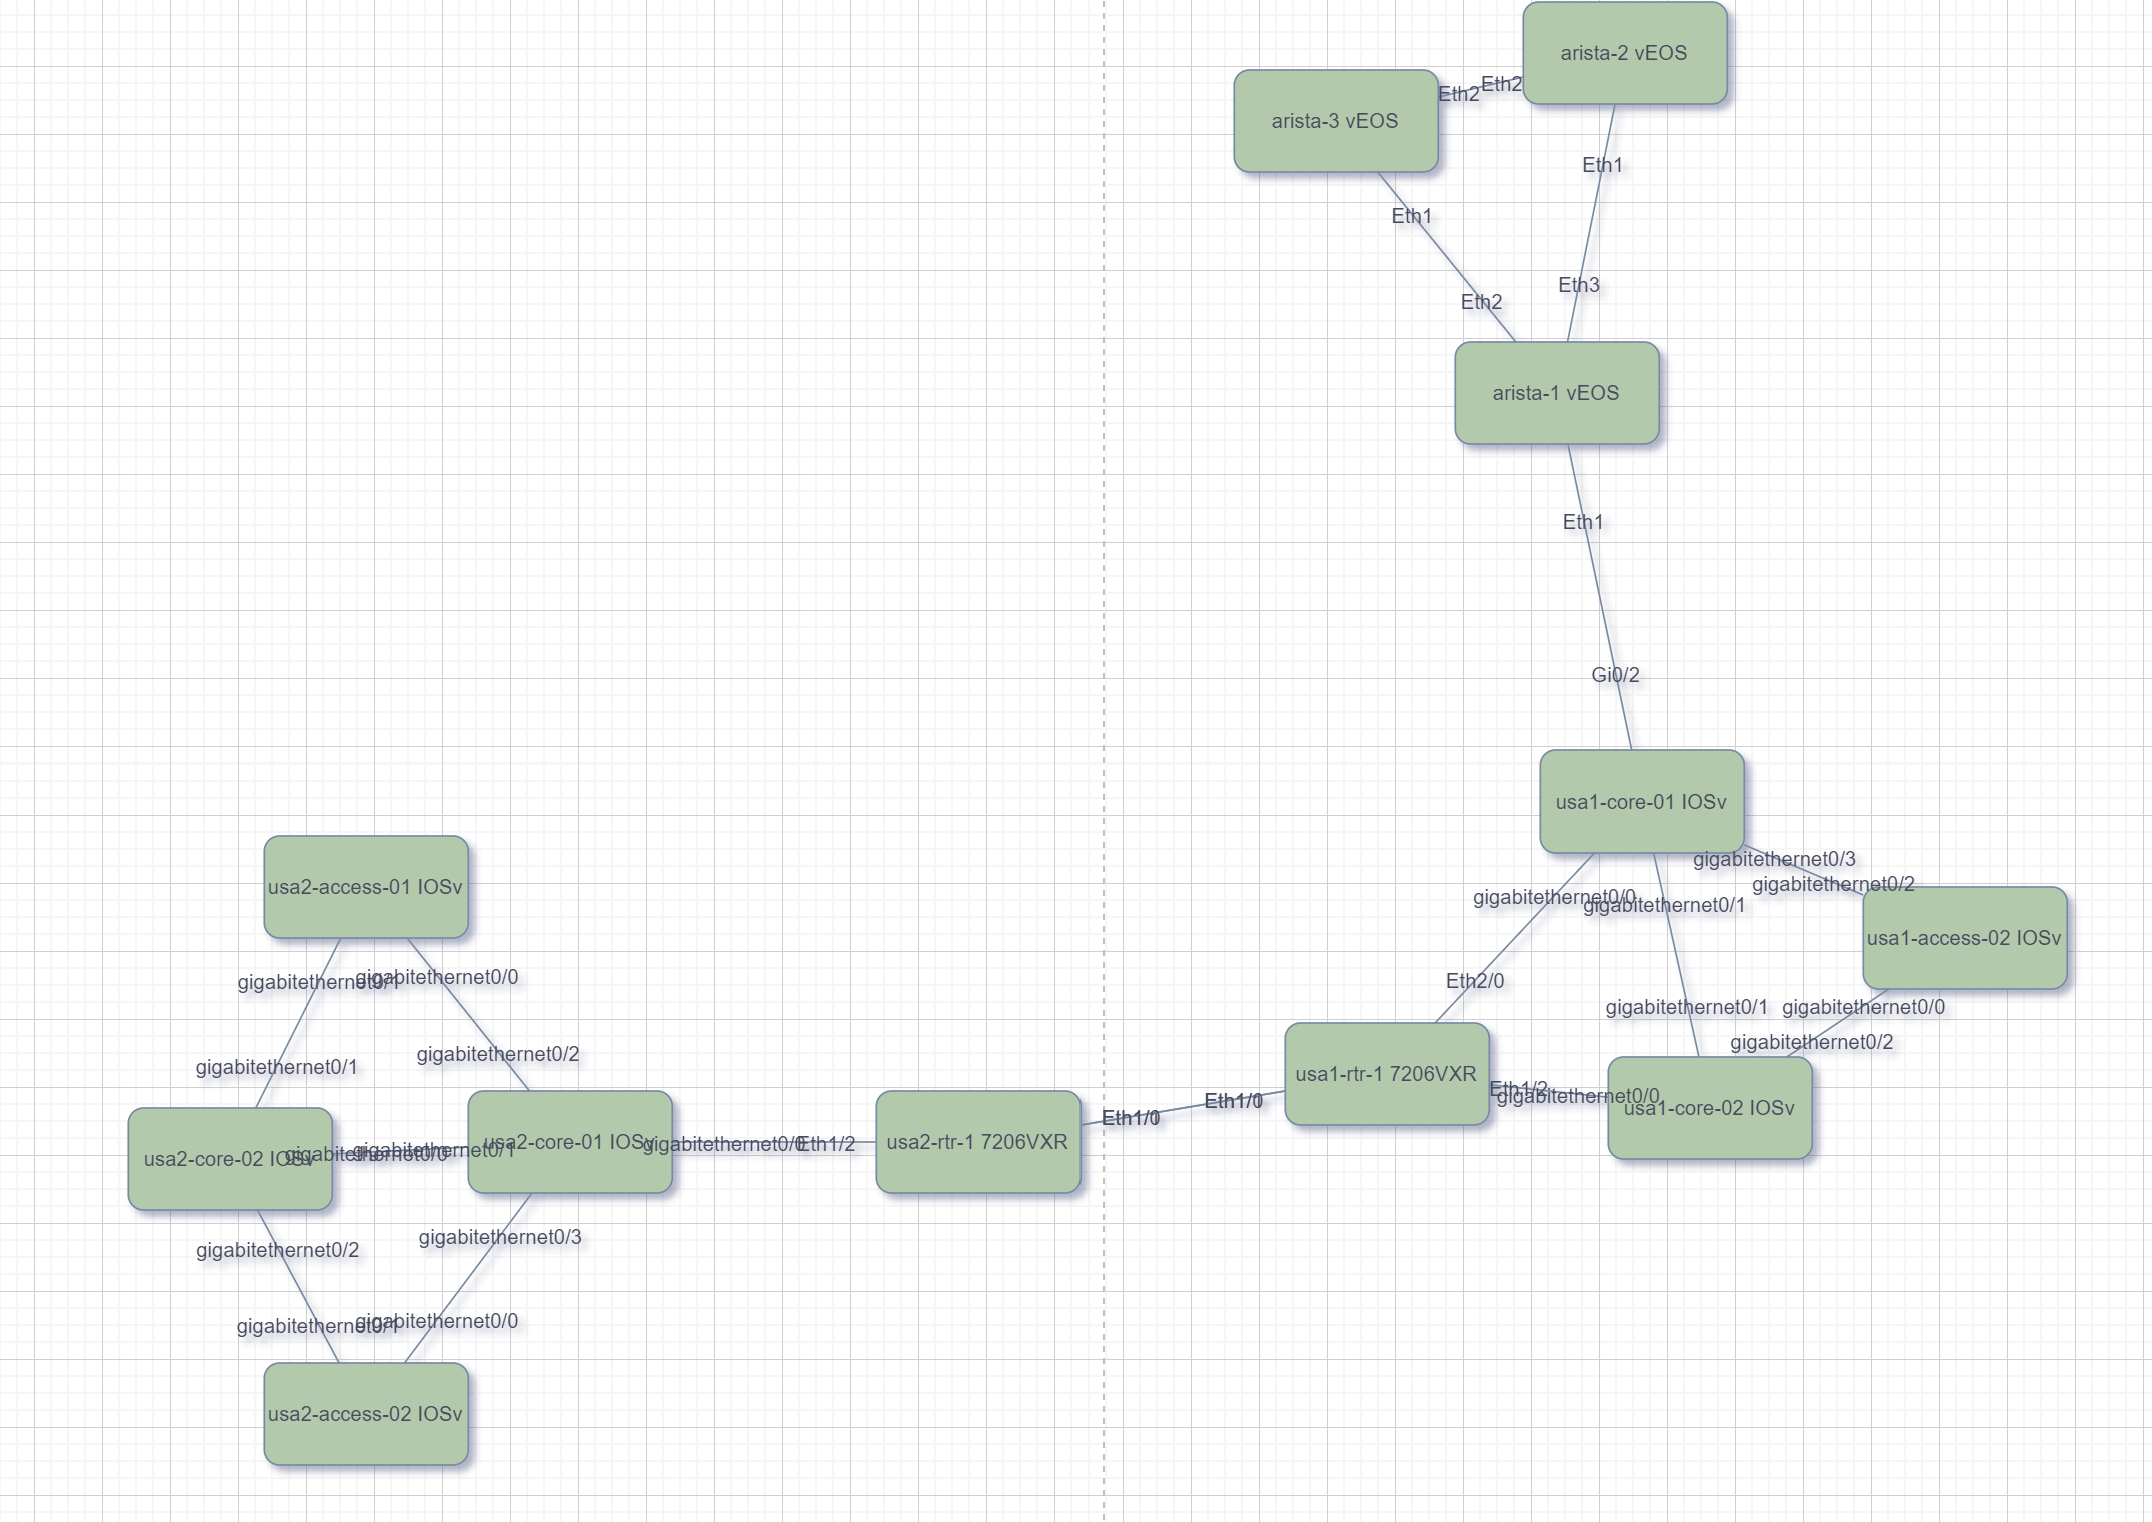 arista-2 vEOS
Eth2
Eth2
arista-3 vEOS
Eth1
Eth1
Eth3
Eth2
arista-1 vEOS
Eth1
Gi0/2
usa1-core-01 IOSv
gigabitethernet0/3
gigabitethernet0/2
usa2-access-01 IOSv
gigabitethernet0/0
gigabitethernet0/1
usa1-access-02 IOSv
gigabitethernet0/1
gigabitethernet0/0
Eth2/0
gigabitethernet0/1
gigabitethernet0/0
gigabitethernet0/2
gigabitethernet0/2
gigabitethernet0/1
usa1-rtr-1 7206VXR
Eth1/2
gigabitethernet0/0
usa1-core-02 IOSv
Eth1/0
Eth1/0
usa2-core-02 IOSv
gigabitethernet0/0
gigabitethernet0/1
usa2-core-01 IOSv
gigabitethernet0/0
Eth1/2
usa2-rtr-1 7206VXR
gigabitethernet0/3
gigabitethernet0/2
gigabitethernet0/1
gigabitethernet0/0
usa2-access-02 IOSv